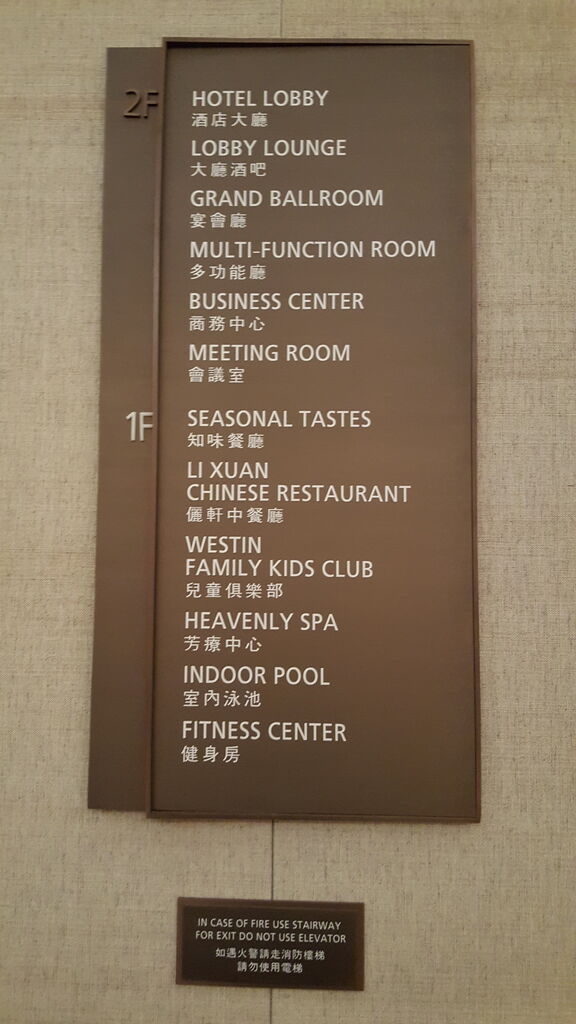 2F
HOTEL LOBBY
酒店大廳
LOBBY LOUNGE
大廳酒吧
GRAND BALLROOM
宴會廳
MULTI-FUNCTION ROOM
多功能廳
BUSINESS CENTER
商務中心
MEETING ROOM
會議室
1F
SEASONAL TASTES
知味餐廳
LI XUAN
CHINESE RESTAURANT
儷軒中餐廳
WESTIN
FAMILY KIDS CLUB
兒童俱樂部
HEAVENLY SPA
芳療中心
INDOOR POOL
室內泳池
FITNESS CENTER
健身房
IN CASE OF FIRE USE STAIRWAY
FOR EXIT DO NOT USE ELEVATOR
如遇火警請走消防樓梯
請勿使用電梯